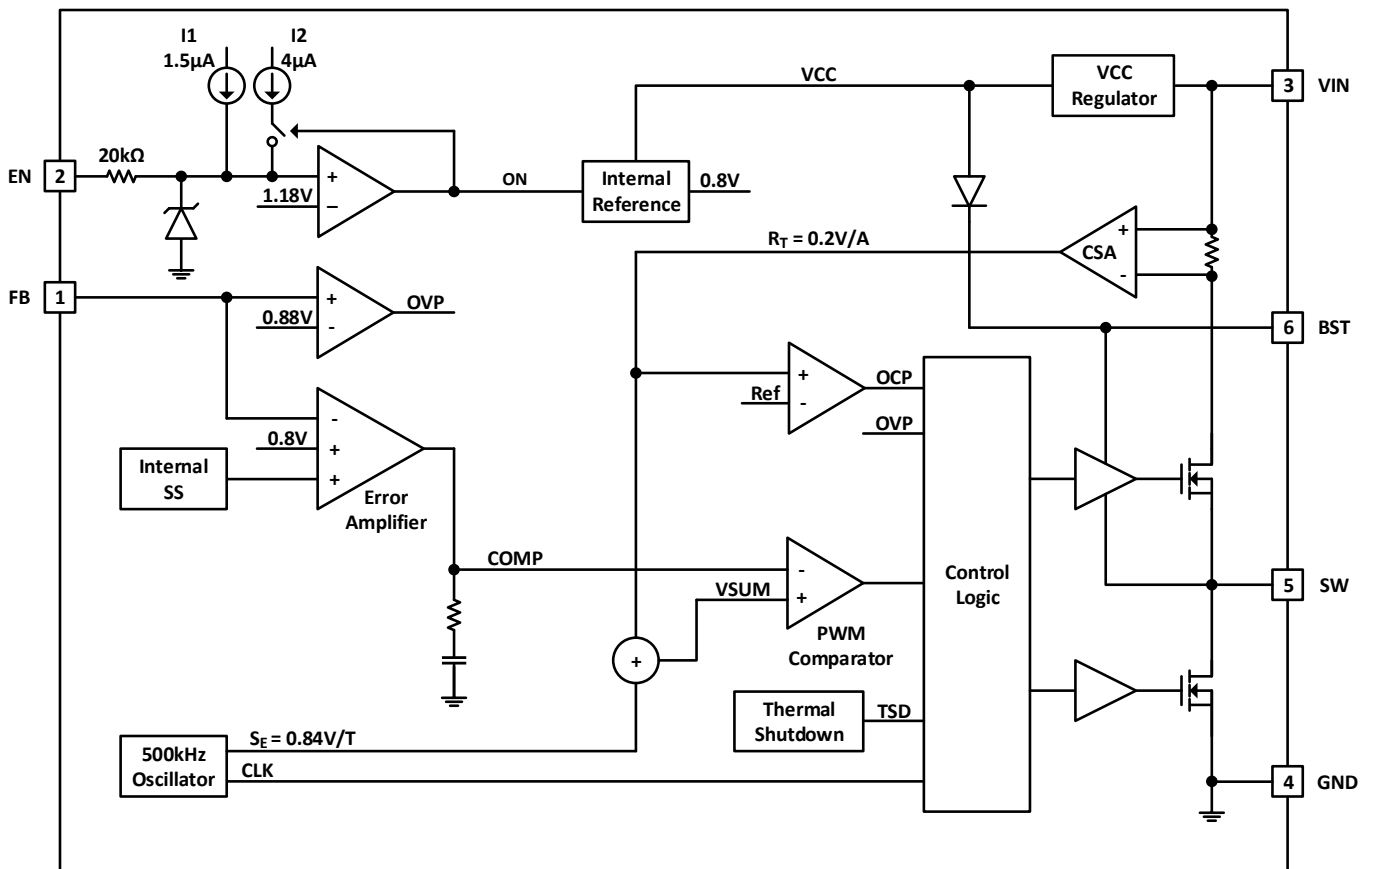 I1
1.5µA
I2
4µA
VCC
VCC
Regulator
3
VIN
EN
2
20kΩ
+
1.18V
–
ON
Internal
Reference
0.8V
R_T = 0.2V/A
+
CSA
-
FB
1
+
0.88V
-
OVP
6
BST
+
Ref
-
OCP
OVP
-
0.8V
+
Internal
SS
+
Error
Amplifier
COMP
-
VSUM
+
PWM
Comparator
Control
Logic
5
SW
+
Thermal
Shutdown
TSD
S_E = 0.84V/T
500kHz
Oscillator
CLK
4
GND